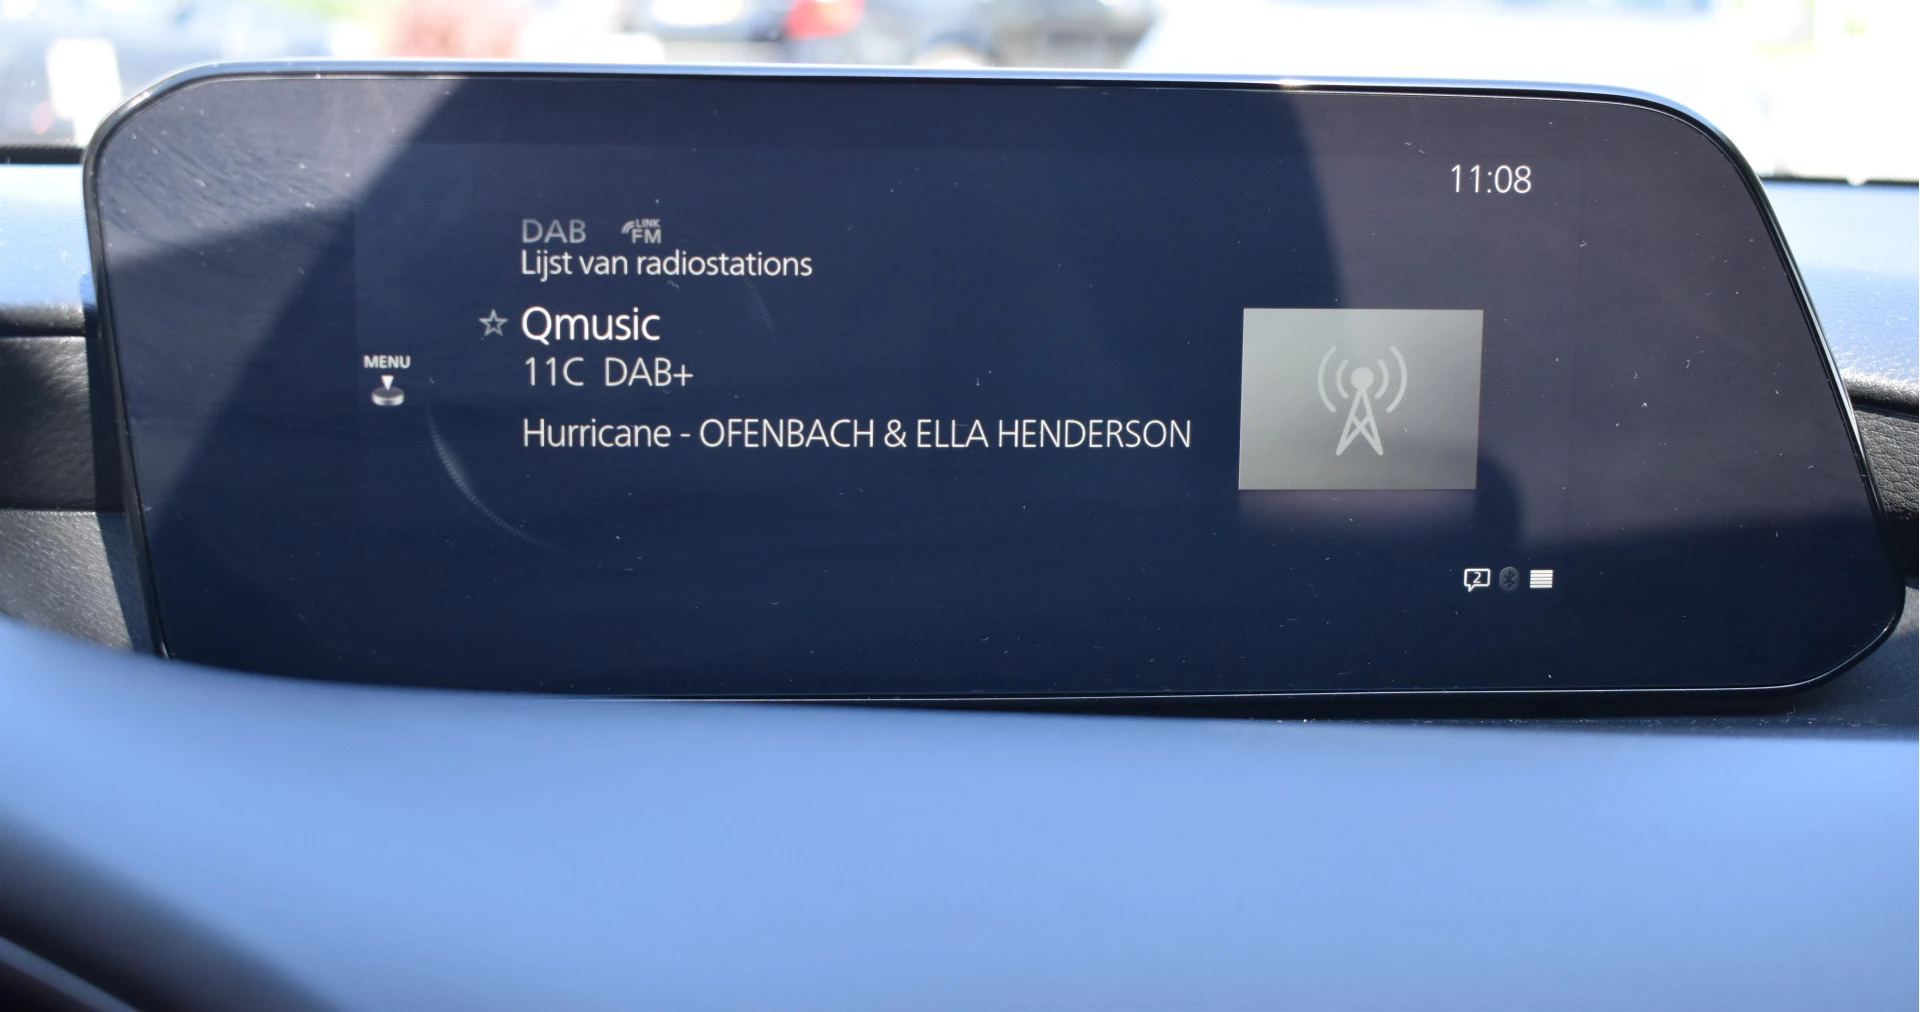 11:08
DAB LINK FM
Lijst van radiostations
Qmusic
MENU
11C DAB+
Hurricane - OFENBACH & ELLA HENDERSON
2